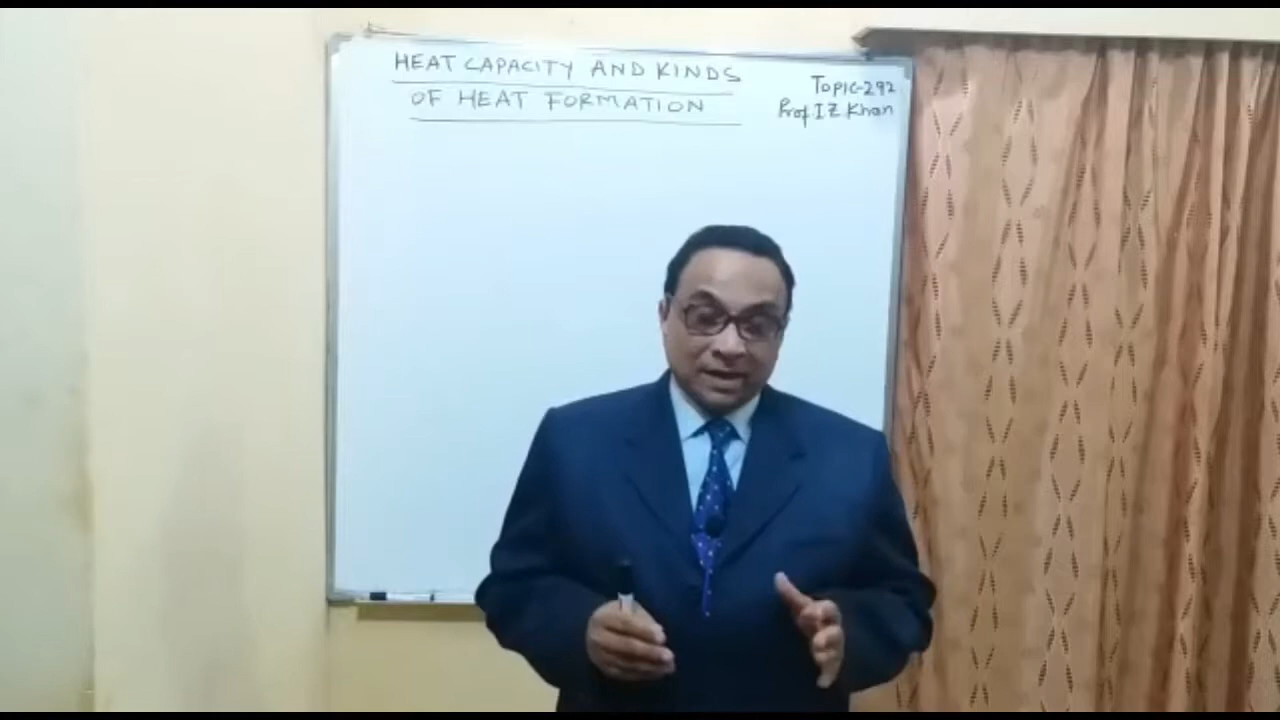 HEAT CAPACITY AND KINDS
OF HEAT FORMATION
TOPIC-292
Prof. I Z Khan